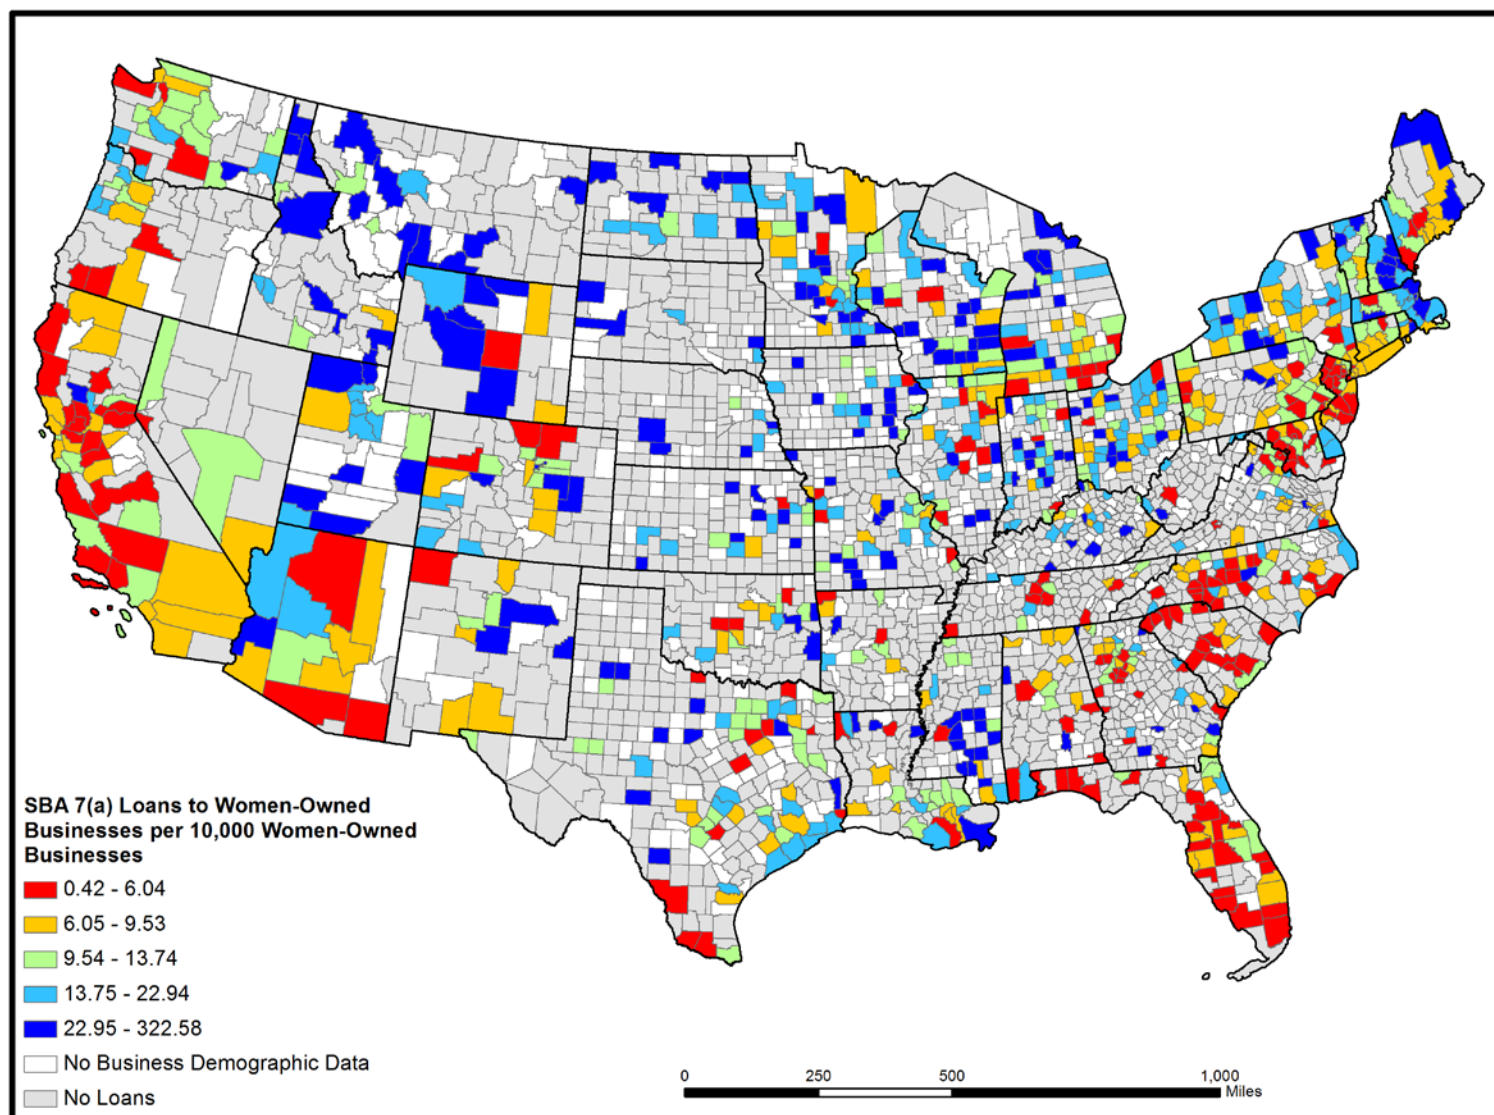 SBA 7(a) Loans to Women-Owned
Businesses per 10,000 Women-Owned
Businesses
0.42 - 6.04
6.05 - 9.53
9.54 - 13.74
13.75 - 22.94
22.95 - 322.58
No Business Demographic Data
No Loans
0 250 500 1,000
Miles